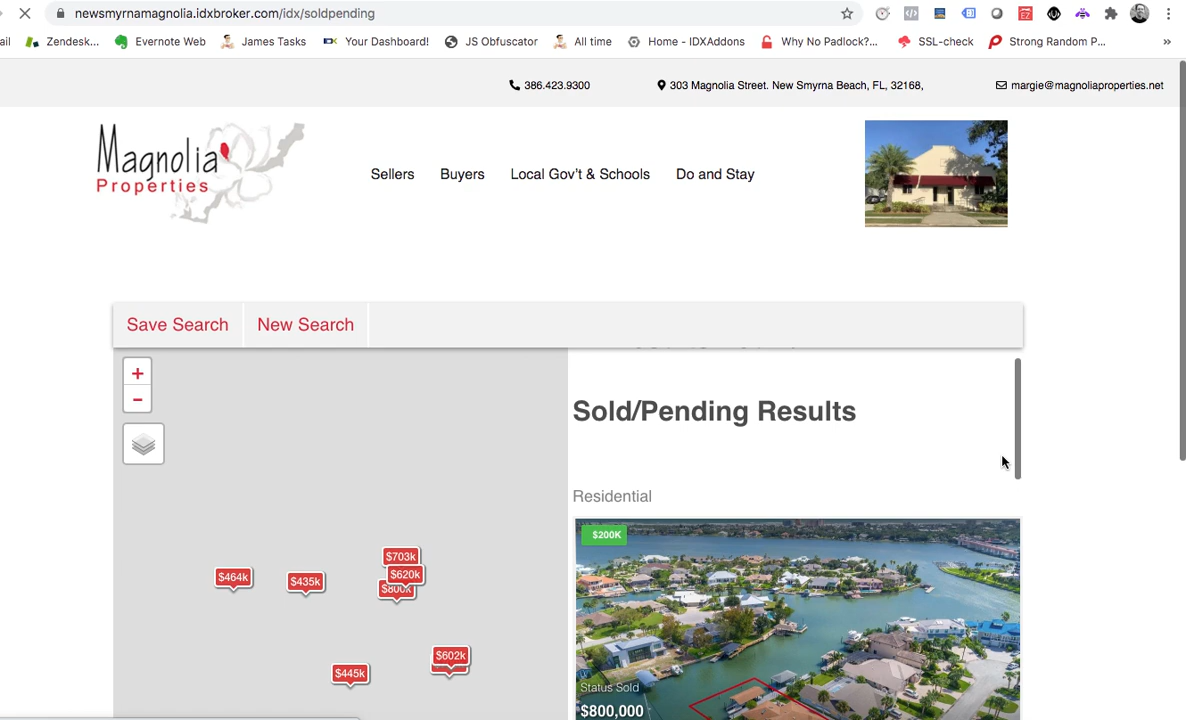 newsmyrnamagnolia.idxbroker.com/idx/soldpending
ail Zendesk... Evernote Web James Tasks Your Dashboard! JS Obfuscator All time Home - IDXAddons Why No Padlock?... SSL-check Strong Random P... »
386.423.9300 303 Magnolia Street. New Smyrna Beach, FL, 32168, margie@magnoliaproperties.net
Magnolia
Properties
Sellers Buyers Local Gov't & Schools Do and Stay
Save Search New Search
+
−
Sold/Pending Results
Residential
$200K
$703k
$620k
$464k
$435k
$800k
$602k
$445k
Status Sold
$800,000